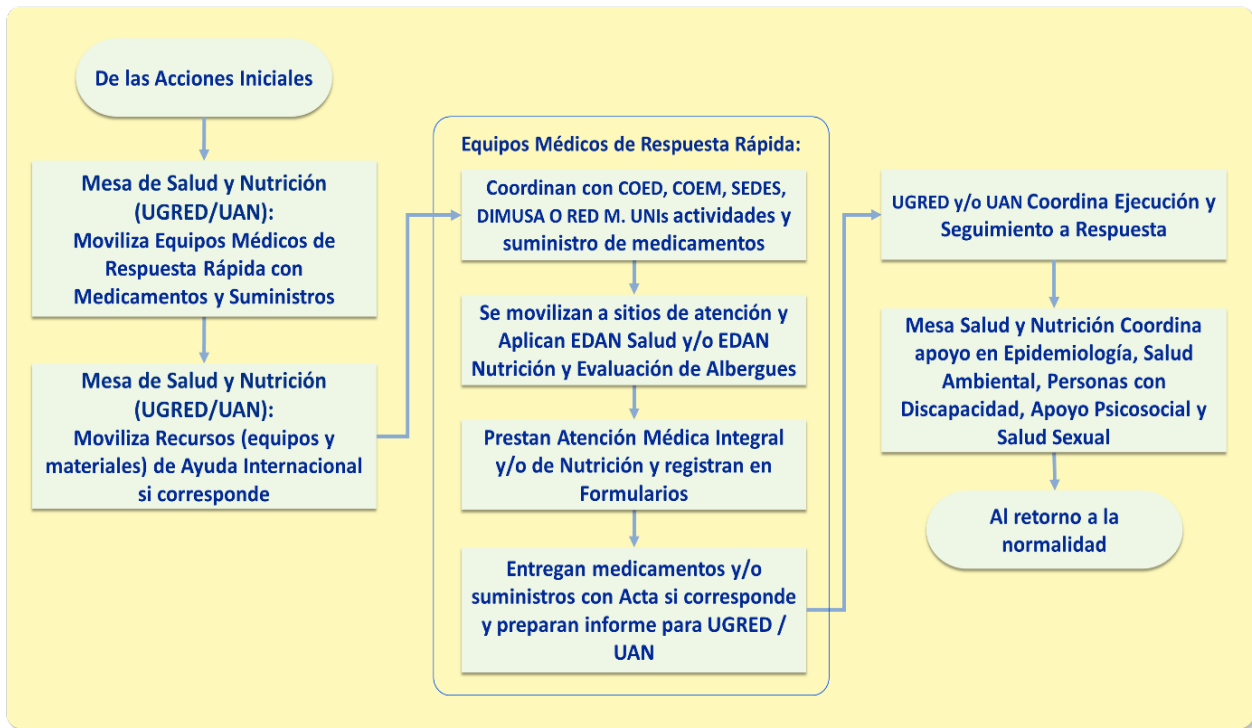 De las Acciones Iniciales
Mesa de Salud y Nutrición
(UGRED/UAN):
Moviliza Equipos Médicos de
Respuesta Rápida con
Medicamentos y Suministros
Mesa de Salud y Nutrición
(UGRED/UAN):
Moviliza Recursos (equipos y
materiales) de Ayuda Internacional
si corresponde
Equipos Médicos de Respuesta Rápida:
Coordinan con COED, COEM, SEDES,
DIMUSA O RED M. UNIs actividades y
suministro de medicamentos
Se movilizan a sitios de atención y
Aplican EDAN Salud y/o EDAN
Nutrición y Evaluación de Albergues
Prestan Atención Médica Integral
y/o de Nutrición y registran en
Formularios
Entregan medicamentos y/o
suministros con Acta si corresponde
y preparan informe para UGRED /
UAN
UGRED y/o UAN Coordina Ejecución y
Seguimiento a Respuesta
Mesa Salud y Nutrición Coordina
apoyo en Epidemiología, Salud
Ambiental, Personas con
Discapacidad, Apoyo Psicosocial y
Salud Sexual
Al retorno a la
normalidad